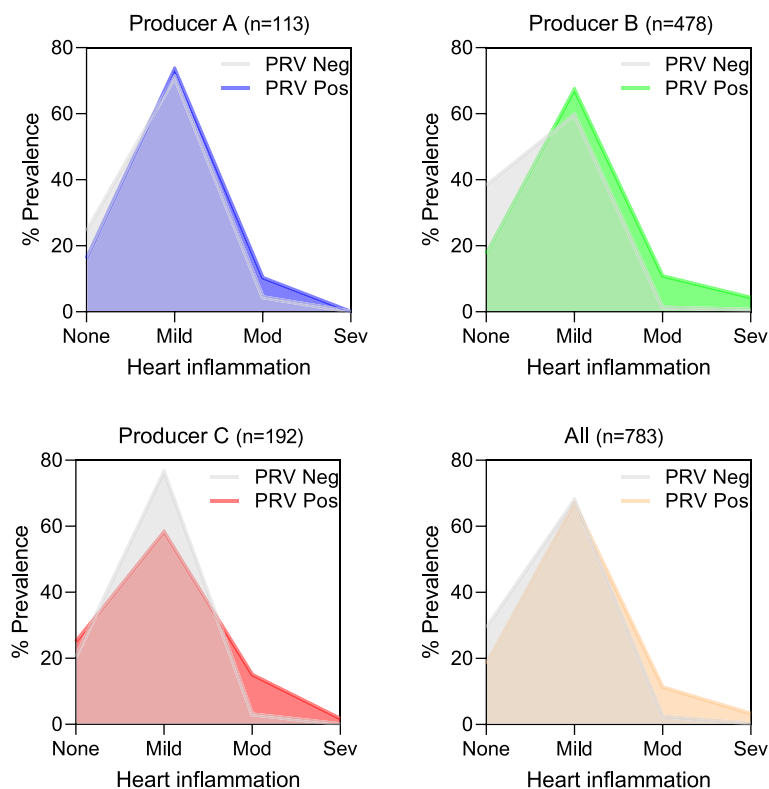 Producer A (n=113)
80
60
40
20
0
% Prevalence
PRV Neg
PRV Pos
None Mild Mod Sev
Heart inflammation
Producer B (n=478)
80
60
40
20
0
% Prevalence
PRV Neg
PRV Pos
None Mild Mod Sev
Heart inflammation
Producer C (n=192)
80
60
40
20
0
% Prevalence
PRV Neg
PRV Pos
None Mild Mod Sev
Heart inflammation
All (n=783)
80
60
40
20
0
% Prevalence
PRV Neg
PRV Pos
None Mild Mod Sev
Heart inflammation